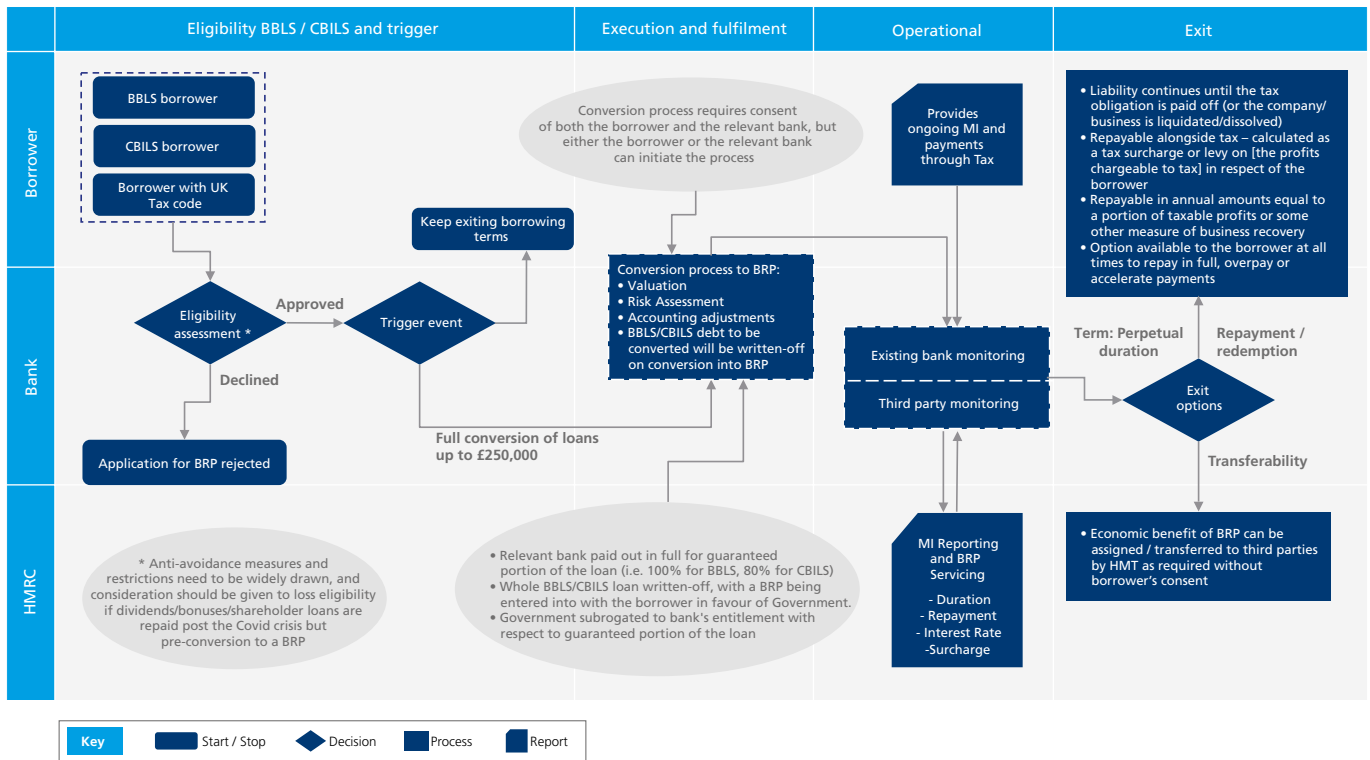 Eligibility BBLS / CBILS and trigger
Execution and fulfilment
Operational
Exit
Borrower
BBLS borrower
CBILS borrower
Borrower with UK
Tax code
Keep exiting borrowing
terms
Conversion process requires consent
of both the borrower and the relevant bank, but
either the borrower or the relevant bank
can initiate the process
Provides
ongoing MI and
payments
through Tax
• Liability continues until the tax
obligation is paid off (or the company/
business is liquidated/dissolved)
• Repayable alongside tax – calculated as
a tax surcharge or levy on [the profits
chargeable to tax] in respect of the
borrower
• Repayable in annual amounts equal to
a portion of taxable profits or some
other measure of business recovery
• Option available to the borrower at all
times to repay in full, overpay or
accelerate payments
Bank
Eligibility
assessment *
Approved
Trigger event
Declined
Application for BRP rejected
Full conversion of loans
up to £250,000
Conversion process to BRP:
• Valuation
• Risk Assessment
• Accounting adjustments
• BBLS/CBILS debt to be
converted will be written-off
on conversion into BRP
Existing bank monitoring
Third party monitoring
Term: Perpetual
duration
Repayment /
redemption
Exit
options
Transferability
HMRC
* Anti-avoidance measures and
restrictions need to be widely drawn, and
consideration should be given to loss eligibility
if dividends/bonuses/shareholder loans are
repaid post the Covid crisis but
pre-conversion to a BRP
• Relevant bank paid out in full for guaranteed
portion of the loan (i.e. 100% for BBLS, 80% for CBILS)
• Whole BBLS/CBILS loan written-off, with a BRP being
entered into with the borrower in favour of Government.
• Government subrogated to bank's entitlement with
respect to guaranteed portion of the loan
MI Reporting
and BRP
Servicing
- Duration
- Repayment
- Interest Rate
-Surcharge
• Economic benefit of BRP can be
assigned / transferred to third parties
by HMT as required without
borrower's consent
Key
Start / Stop
Decision
Process
Report